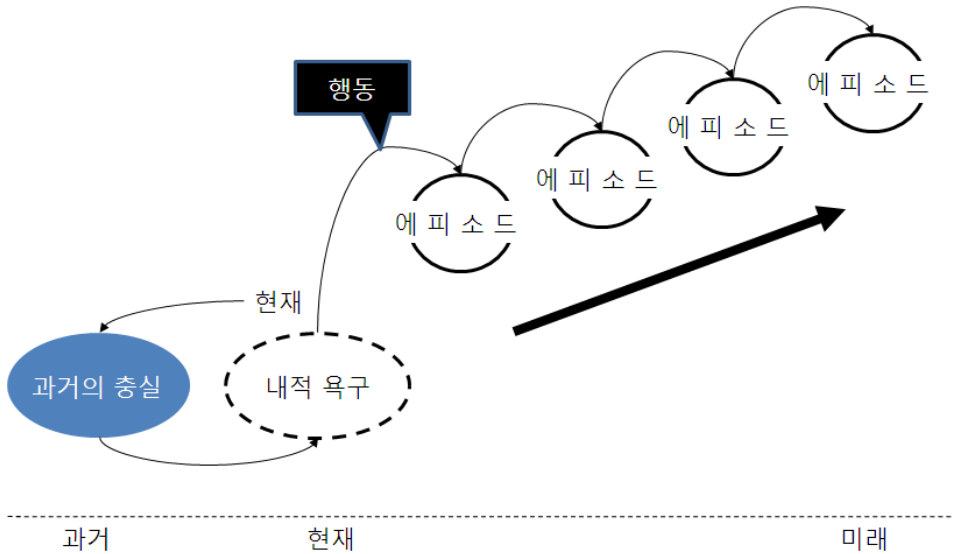 에 피 소 드
에 피 소 드
행동
에 피 소 드
에 피 소 드
현재
과거의 충실
내적 욕구
과거
현재
미래